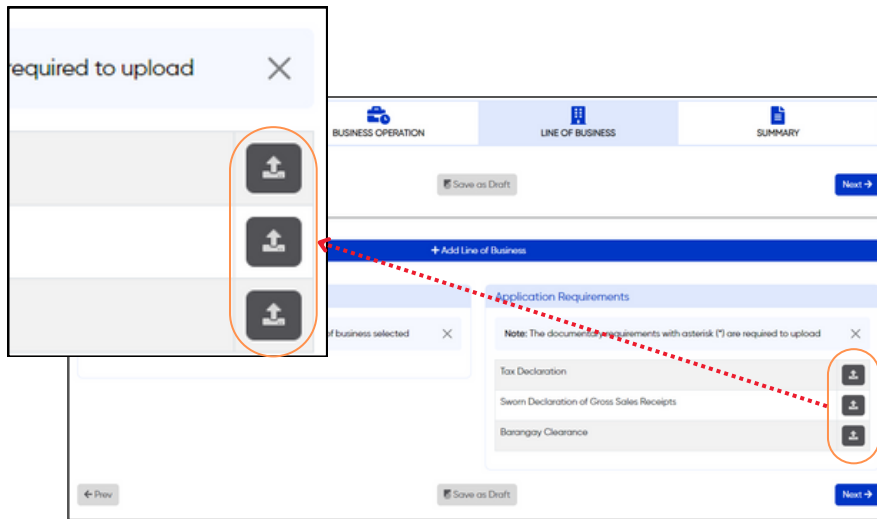 required to upload
BUSINESS OPERATION
LINE OF BUSINESS
SUMMARY
Save as Draft
Next →
+ Add Line of Business
Application Requirements
of business selected
Note: The documentary requirements with asterisk (*) are required to upload
Tax Declaration
Sworn Declaration of Gross Sales Receipts
Barangay Clearance
← Prev
Save as Draft
Next →